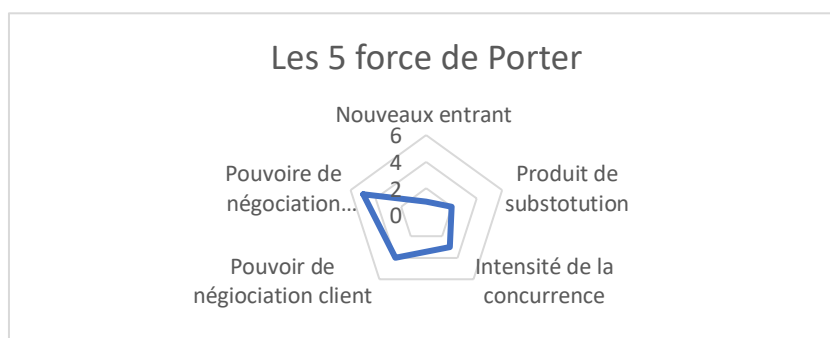 Les 5 force de Porter
Nouveaux entrant
6
4
2
0
Produit de
substotution
Intensité de la
concurrence
Pouvoir de
négiociation client
Pouvoire de
négociation...